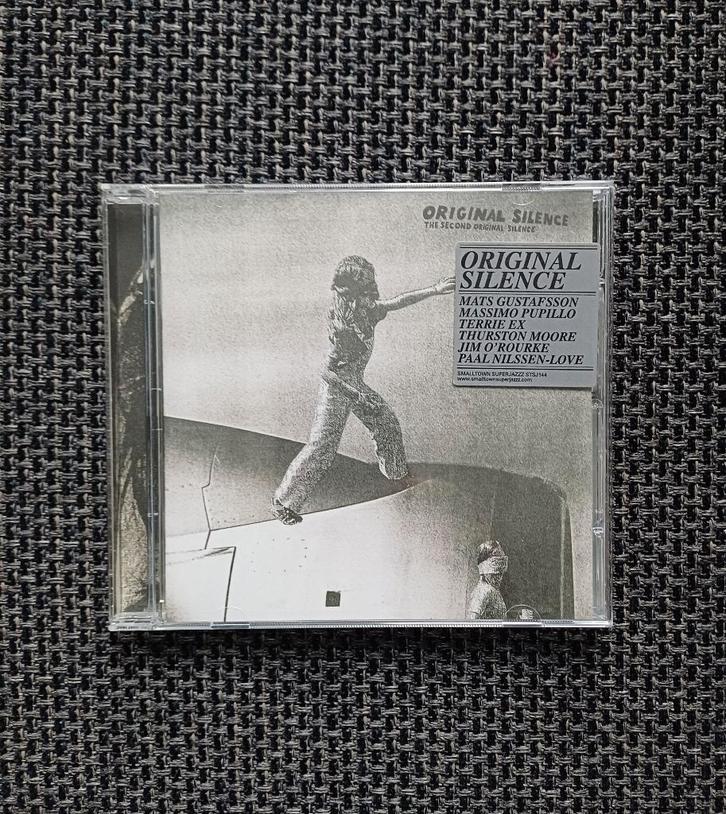 ORIGINAL SILENCE
THE SECOND ORIGINAL SILENCE
ORIGINAL
SILENCE
MATS GUSTAFSSON
MASSIMO PUPILLO
TERRIE EX
THURSTON MOORE
JIM O'ROURKE
PAAL NILSSEN-LOVE
SMALLTOWN SUPERJAZZZ STSJ144
www.smalltownsuperjazz.com